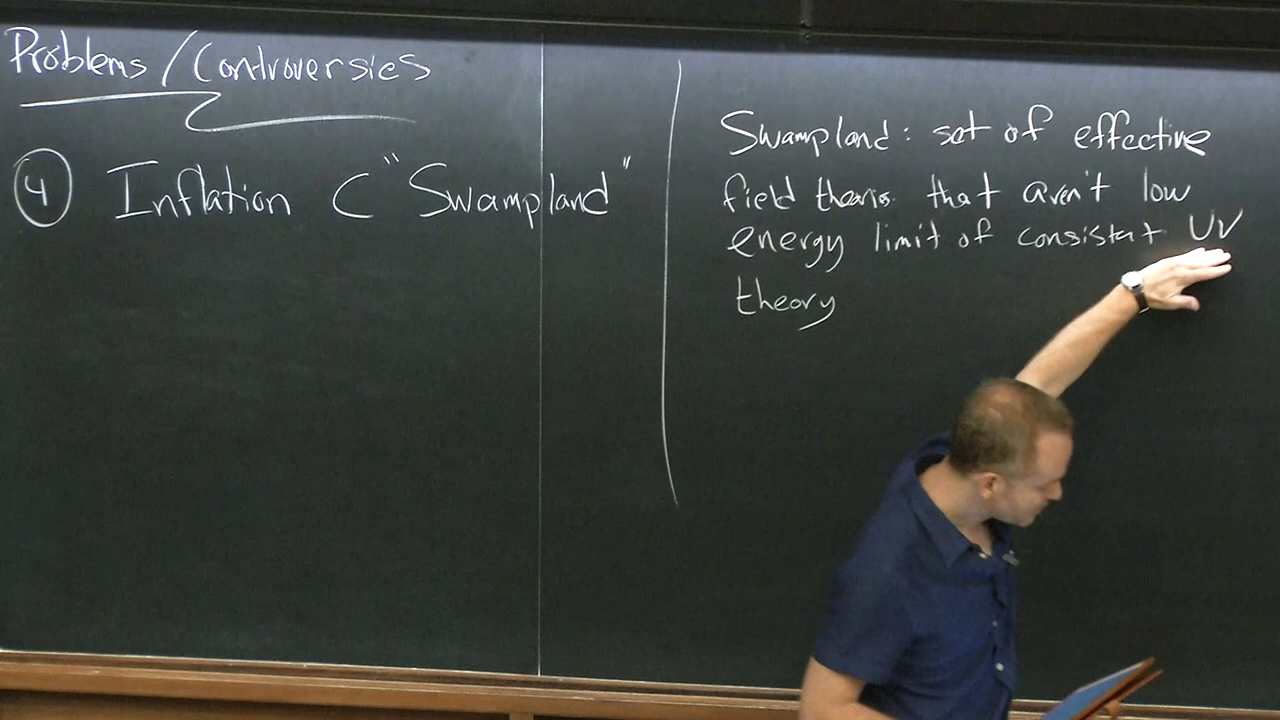 Problems / Controversies
4 Inflation ⊂ "Swampland"
Swampland: set of effective
field theories that aren't low
energy limit of consistent UV
theory